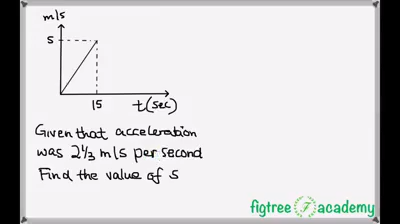 m/s
s
15
t(sec)
Given that acceleration
was 2⅓ m/s per second
Find the value of s
figtree academy